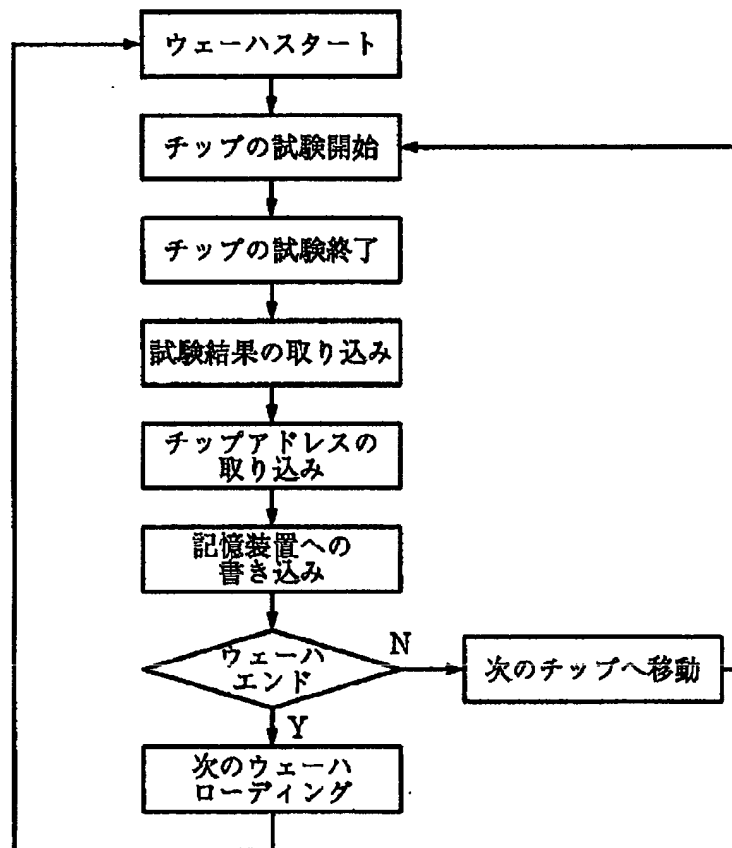 ウェーハスタート
チップの試験開始
チップの試験終了
試験結果の取り込み
チップアドレスの
取り込み
記憶装置への
書き込み
ウェーハ
エンド
N
次のチップへ移動
Y
次のウェーハ
ローディング